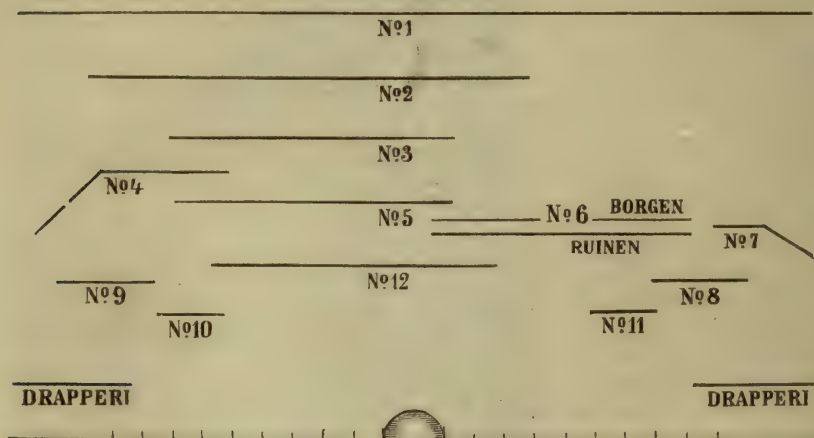 Nº1
Nº2
Nº3
Nº4
Nº5
Nº6 BORGEN
RUINEN
Nº7
Nº12
Nº9
Nº8
Nº10
Nº11
DRAPPERI DRAPPERI